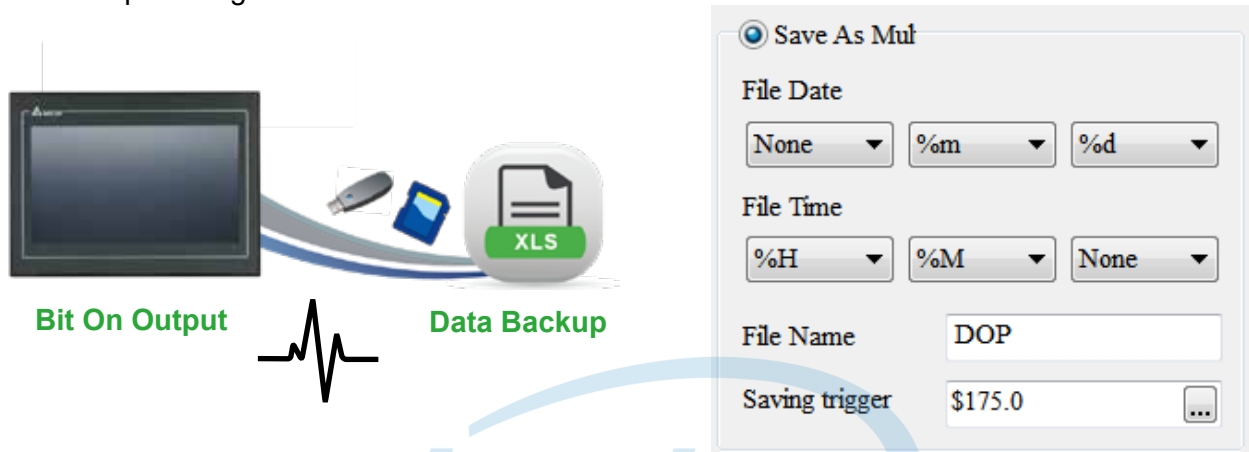 XLS
Bit On Output
Data Backup
Save As Mul
File Date
None %m %d
File Time
%H %M None
File Name DOP
Saving trigger $175.0 ...